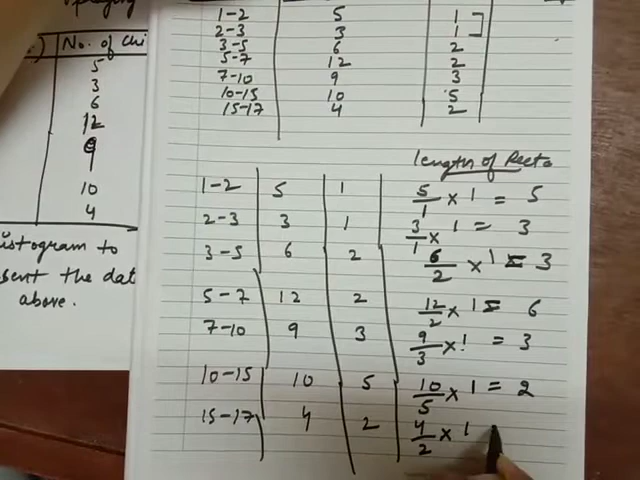 No. of Chi
5
3
6
12
9
10
4
istogram to
sent the dat
above.
1-2 5 1
2-3 3 1
3-5 6 2
5-7 12 2
7-10 9 3
10-15 10 5
15-17 4 2
length of Recta
1-2 5 1 5/1 × 1 = 5
2-3 3 1 3/1 × 1 = 3
3-5 6 2 6/2 × 1 = 3
5-7 12 2 12/2 × 1 = 6
7-10 9 3 9/3 × 1 = 3
10-15 10 5 10/5 × 1 = 2
15-17 4 2 4/2 × 1